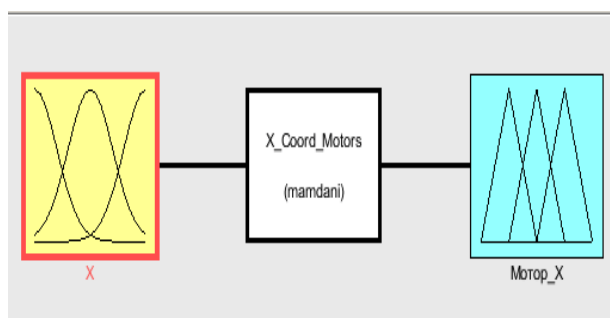 X_Coord_Motors
(mamdani)
X
Мотор_X